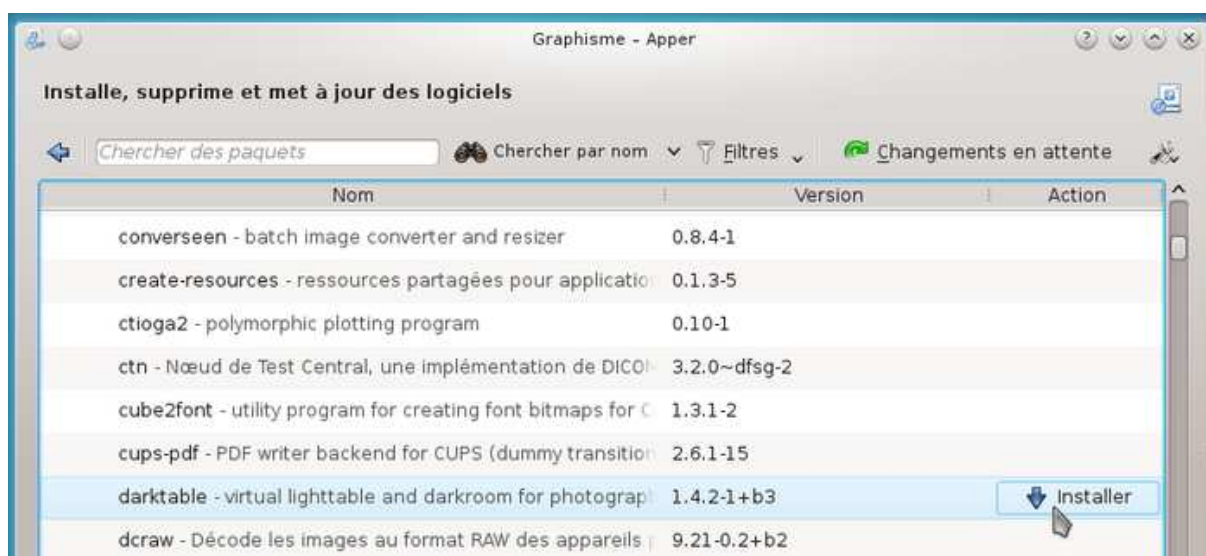 Graphisme – Apper
Installe, supprime et met à jour des logiciels
Chercher des paquets Chercher par nom Filtres Changements en attente
Nom Version Action
converseen - batch image converter and resizer 0.8.4-1
create-resources - ressources partagées pour applicatio 0.1.3-5
ctioga2 - polymorphic plotting program 0.10-1
ctn - Nœud de Test Central, une implémentation de DICO 3.2.0~dfsg-2
cube2font - utility program for creating font bitmaps for C 1.3.1-2
cups-pdf - PDF writer backend for CUPS (dummy transition 2.6.1-15
darktable - virtual lighttable and darkroom for photograp 1.4.2-1+b3 Installer
dcraw - Décode les images au format RAW des appareils 9.21-0.2+b2